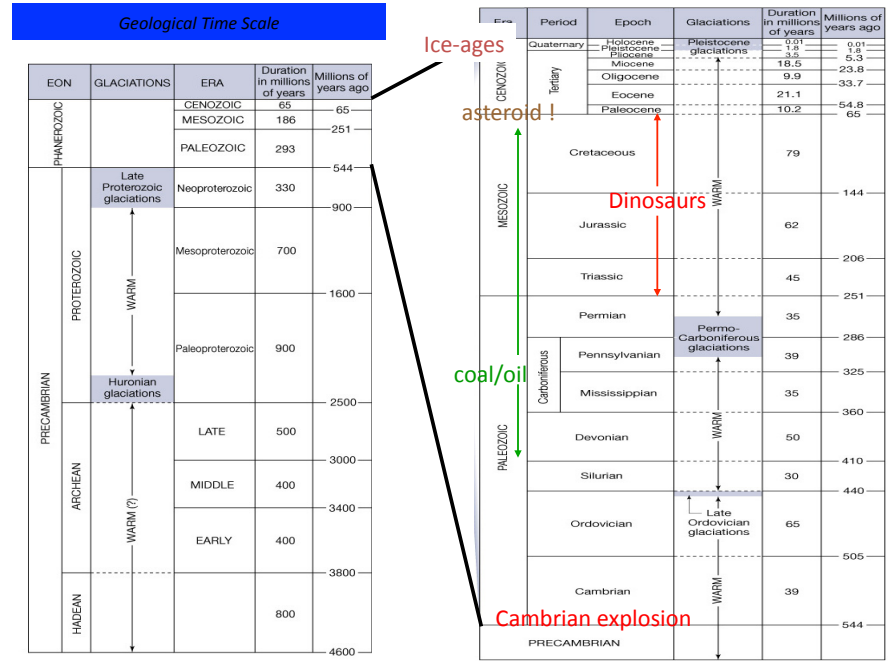 Geological Time Scale
EON GLACIATIONS ERA Duration in millions of years Millions of years ago
PHANEROZOIC
CENOZOIC 65
65
MESOZOIC 186
251
PALEOZOIC 293
544
PRECAMBRIAN
PROTEROZOIC
Late
Proterozoic
glaciations
Neoproterozoic 330
900
WARM
Mesoproterozoic 700
1600
Paleoproterozoic 900
Huronian
glaciations
2500
ARCHEAN
WARM (?)
LATE 500
3000
MIDDLE 400
3400
EARLY 400
3800
HADEAN
800
4600
Ice-ages
asteroid !
coal/oil
Dinosaurs
Cambrian explosion
Era Period Epoch Glaciations Duration in millions of years Millions of years ago
CENOZOIC
Quaternary
Holocene 0.01
0.01
Pleistocene 1.8
1.8
Pleistocene
glaciations
Tertiary
Pliocene 3.5
5.3
Miocene 18.5
23.8
Oligocene 9.9
33.7
Eocene 21.1
54.8
Paleocene 10.2
65
MESOZOIC
WARM
Cretaceous 79
144
Jurassic 62
206
Triassic 45
251
PALEOZOIC
Permian 35
Permo-
Carboniferous
glaciations
286
Carboniferous
Pennsylvanian 39
325
Mississippian 35
360
WARM
Devonian 50
410
Silurian 30
440
Late
Ordovician
glaciations
Ordovician 65
505
Cambrian 39
WARM
544
PRECAMBRIAN